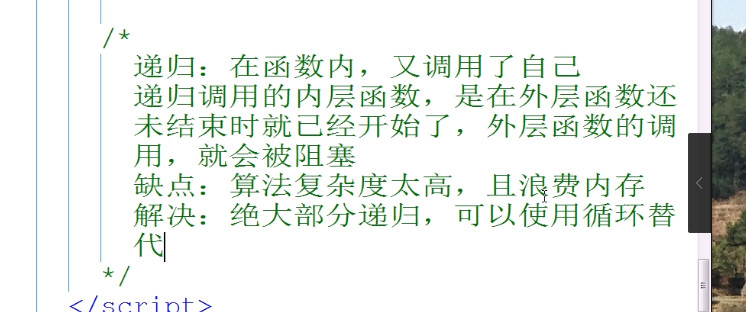 /*
递归：在函数内，又调用了自己
递归调用的内层函数，是在外层函数还
未结束时就已经开始了，外层函数的调
用，就会被阻塞
缺点：算法复杂度太高，且浪费内存
解决：绝大部分递归，可以使用循环替
代
*/
</script>